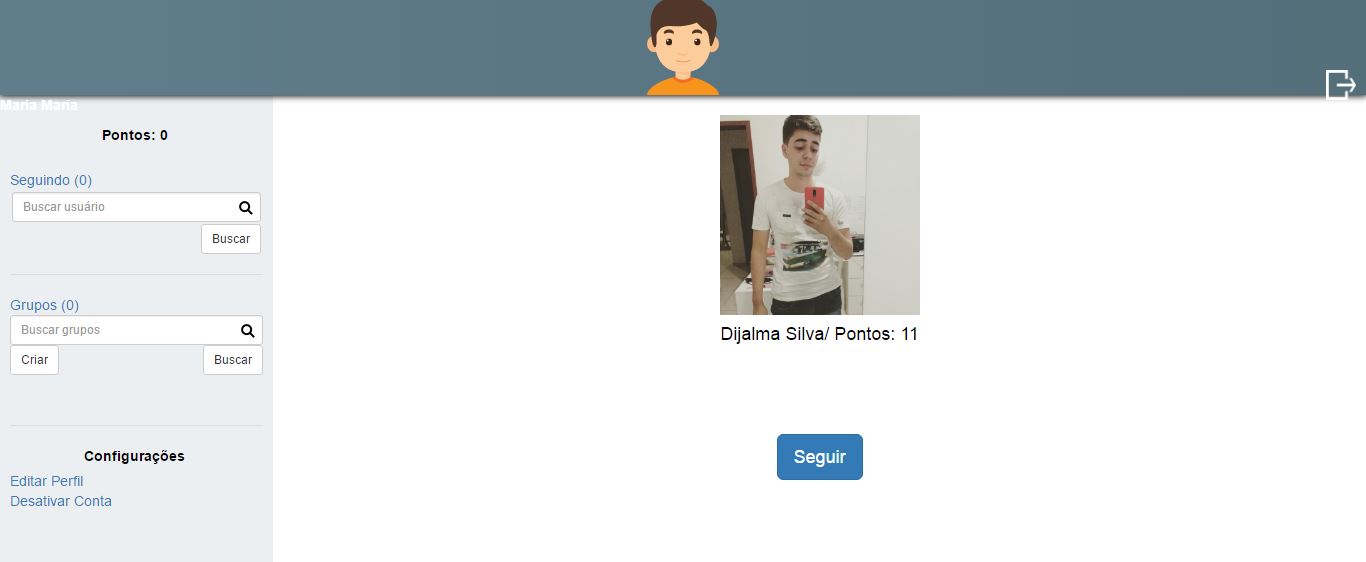 Maria Maria
Pontos: 0
Seguindo (0)
Buscar usuário
Buscar
Grupos (0)
Buscar grupos
Criar Buscar
Configurações
Editar Perfil
Desativar Conta
Dijalma Silva/ Pontos: 11
Seguir